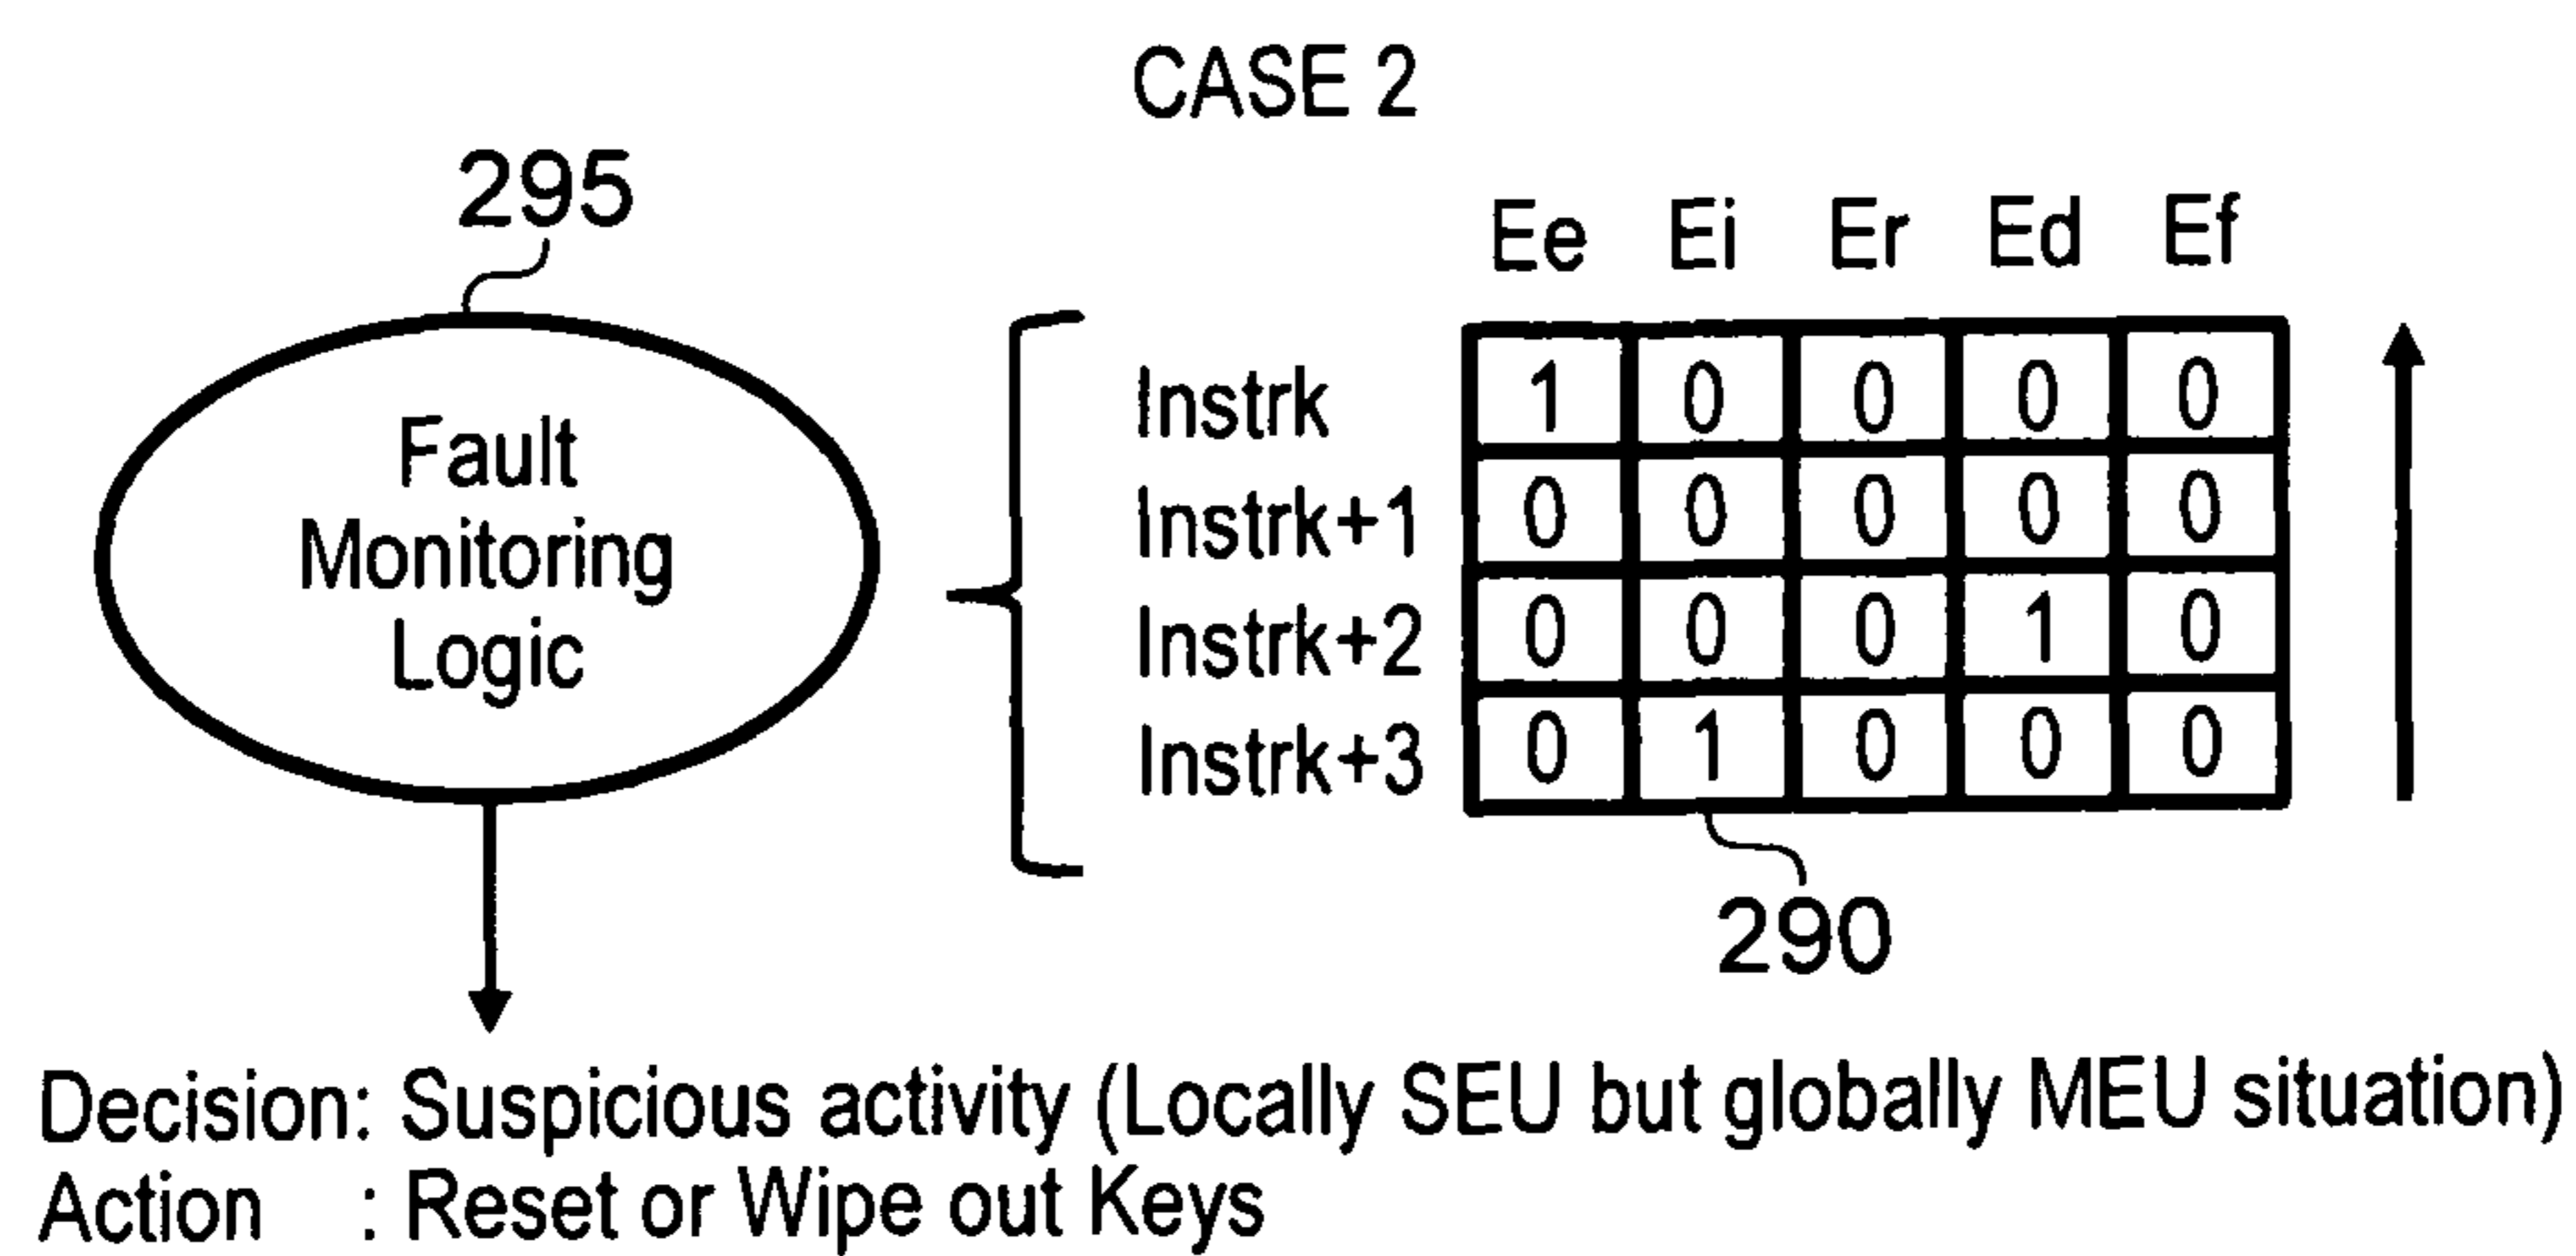 CASE 2
295
Fault
Monitoring
Logic
Ee Ei Er Ed Ef
Instrk 1 0 0 0 0
Instrk+1 0 0 0 0 0
Instrk+2 0 0 0 1 0
Instrk+3 0 1 0 0 0
290
Decision: Suspicious activity (Locally SEU but globally MEU situation)
Action : Reset or Wipe out Keys